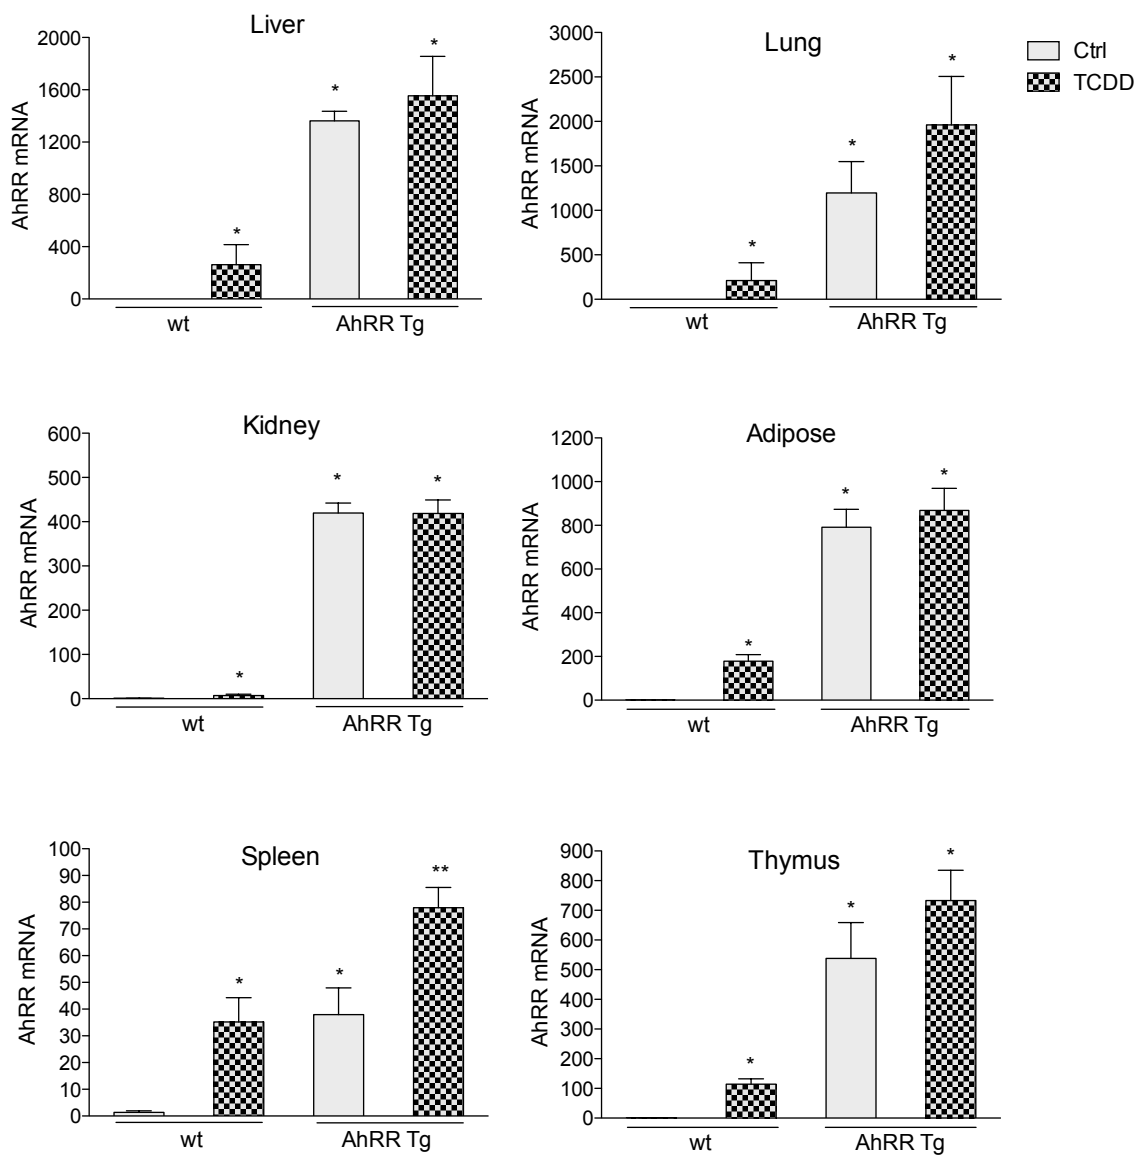 Liver
AhRR mRNA
2000
1600
1200
800
400
0
*
*
*
wt
AhRR Tg
Lung
AhRR mRNA
3000
2500
2000
1500
1000
500
0
*
*
*
wt
AhRR Tg
Ctrl
TCDD
Kidney
AhRR mRNA
600
500
400
300
200
100
0
*
*
*
wt
AhRR Tg
Adipose
AhRR mRNA
1200
1000
800
600
400
200
0
*
*
*
wt
AhRR Tg
Spleen
AhRR mRNA
100
90
80
70
60
50
40
30
20
10
0
*
*
**
wt
AhRR Tg
Thymus
AhRR mRNA
900
800
700
600
500
400
300
200
100
0
*
*
*
wt
AhRR Tg